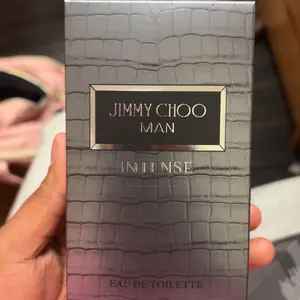 JIMMY CHOO
MAN
INTENSE
EAU DE TOILETTE